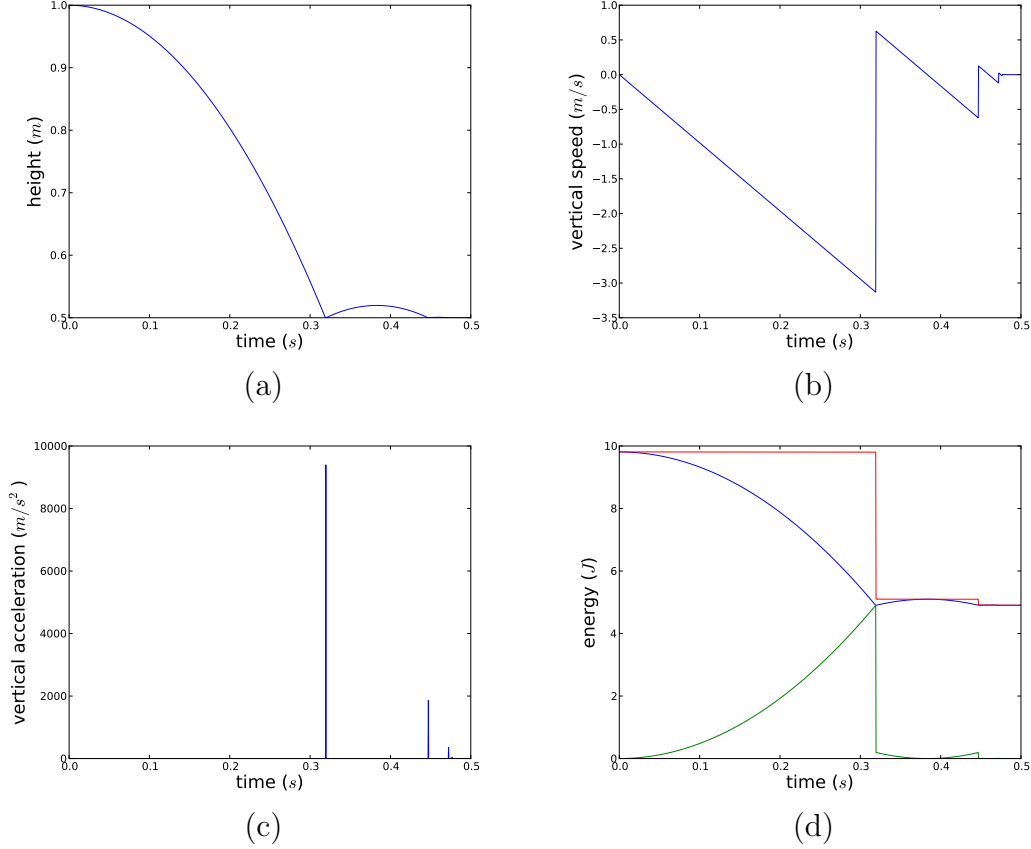 1.0
0.9
0.8
0.7
0.6
0.5
height (m)
0.0 0.1 0.2 0.3 0.4 0.5
time (s)
(a)
1.0
0.5
0.0
−0.5
−1.0
−1.5
−2.0
−2.5
−3.0
−3.5
vertical speed (m/s)
0.0 0.1 0.2 0.3 0.4 0.5
time (s)
(b)
10000
8000
6000
4000
2000
0
vertical acceleration (m/s²)
0.0 0.1 0.2 0.3 0.4 0.5
time (s)
(c)
10
8
6
4
2
0
energy (J)
0.0 0.1 0.2 0.3 0.4 0.5
time (s)
(d)